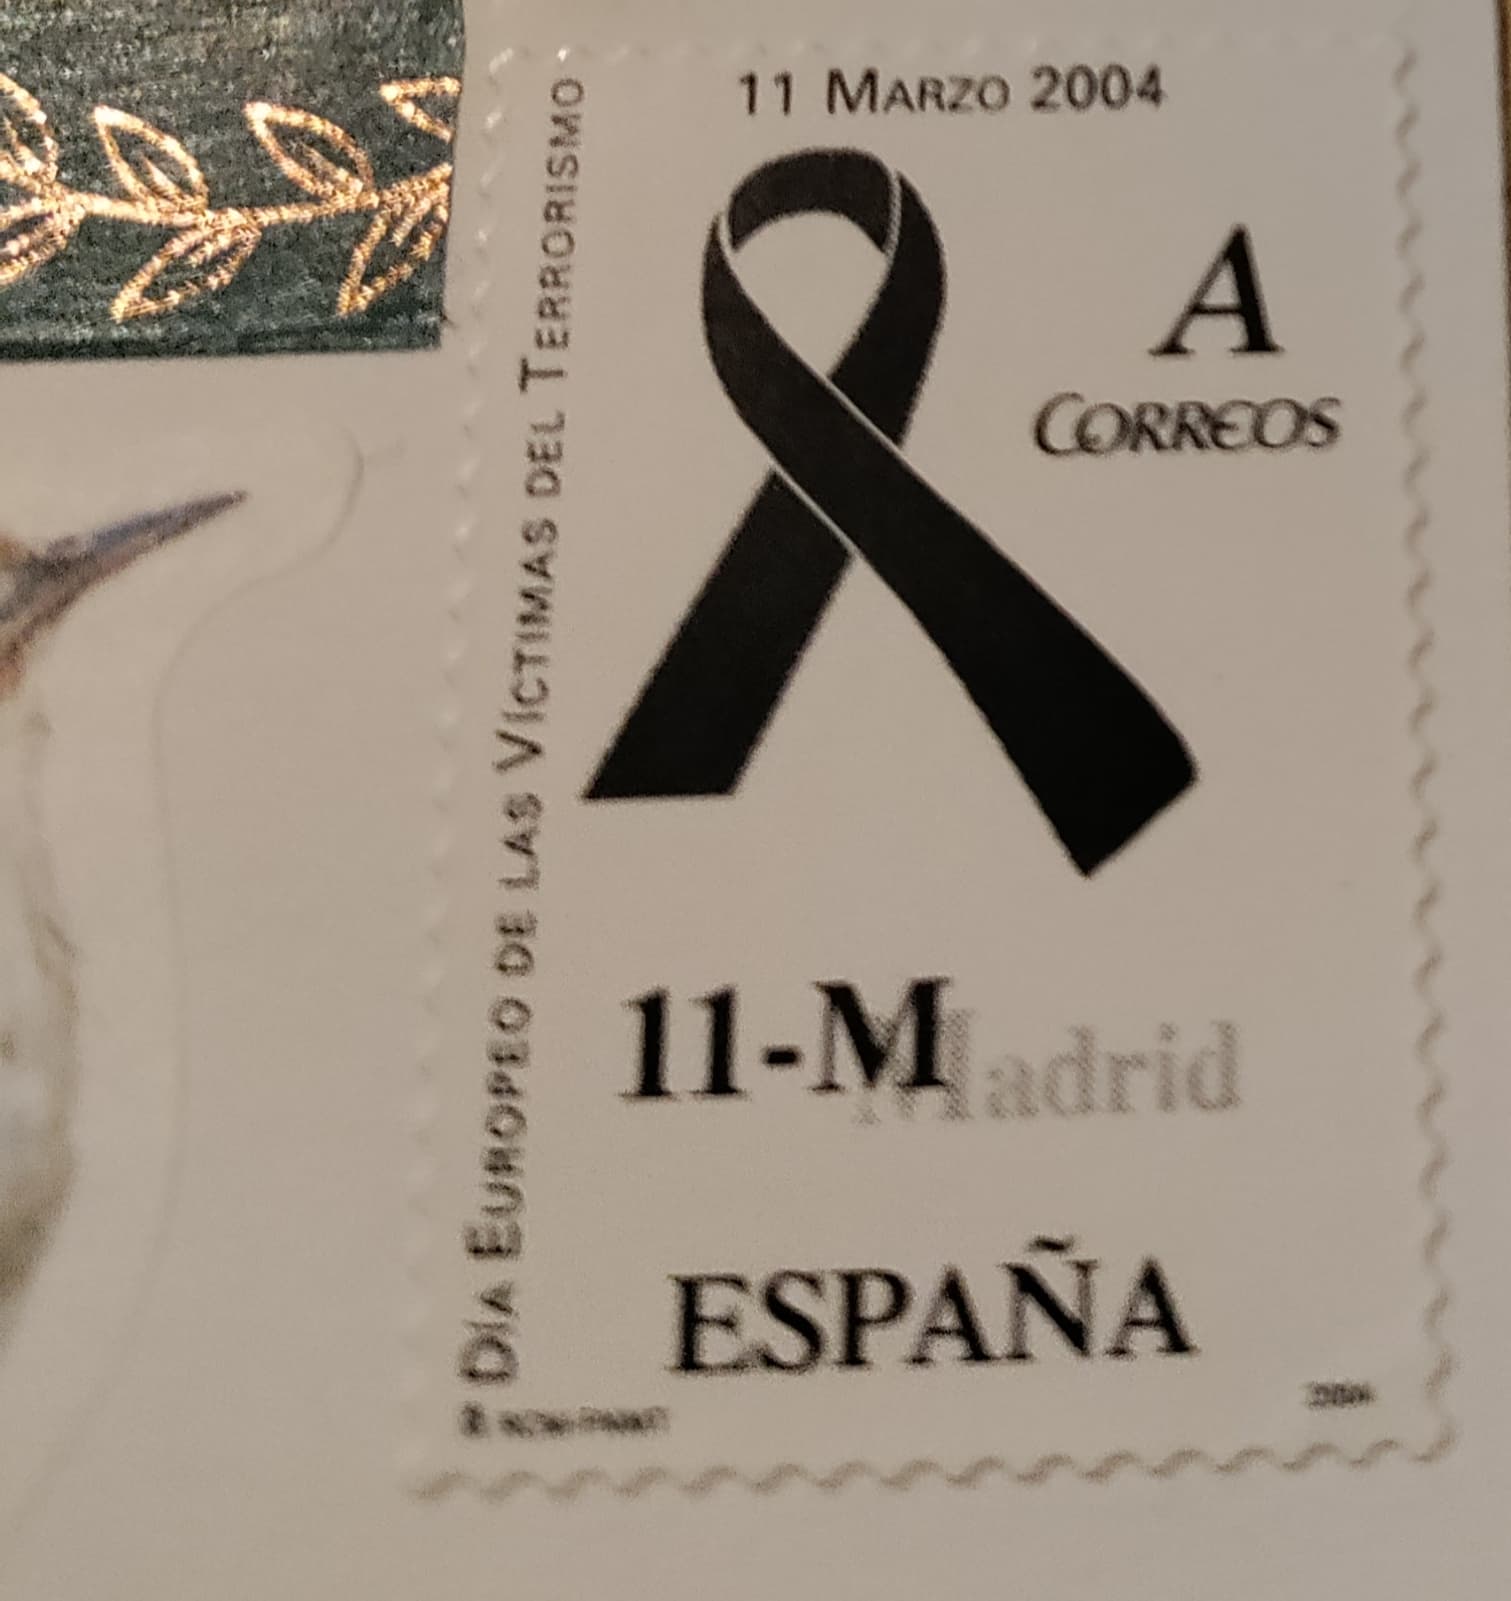 11 MARZO 2004
DÍA EUROPEO DE LAS VÍCTIMAS DEL TERRORISMO
A
CORREOS
11-M
Madrid
ESPAÑA